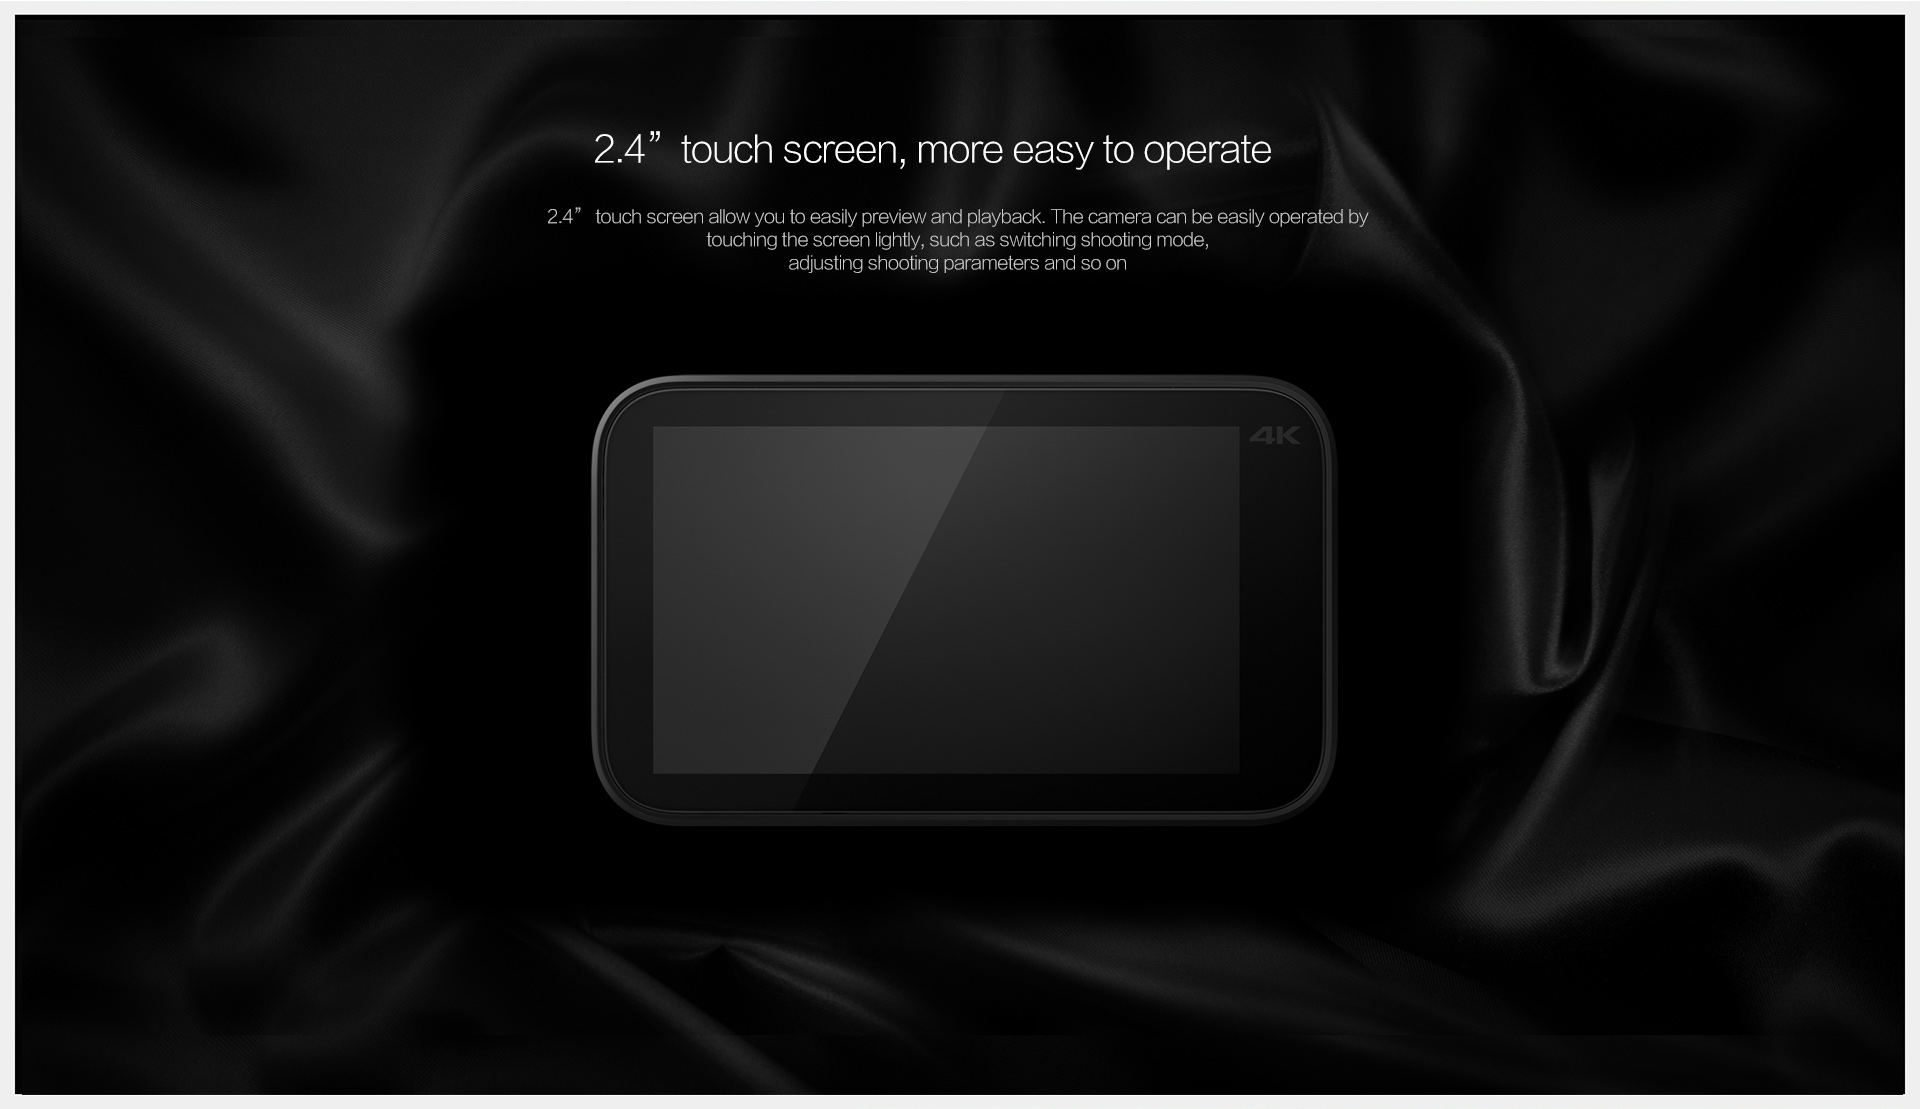 2.4” touch screen, more easy to operate
2.4” touch screen allow you to easily preview and playback. The camera can be easily operated by
touching the screen lightly, such as switching shooting mode,
adjusting shooting parameters and so on
4K